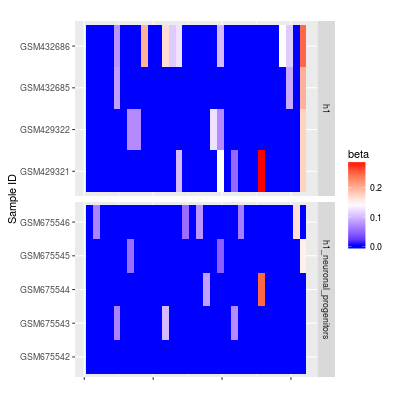 GSM432686
GSM432685
GSM429322
GSM429321
h1
GSM675546
GSM675545
GSM675544
GSM675543
GSM675542
h1_neuronal_progenitors
Sample ID
beta
0.2
0.1
0.0